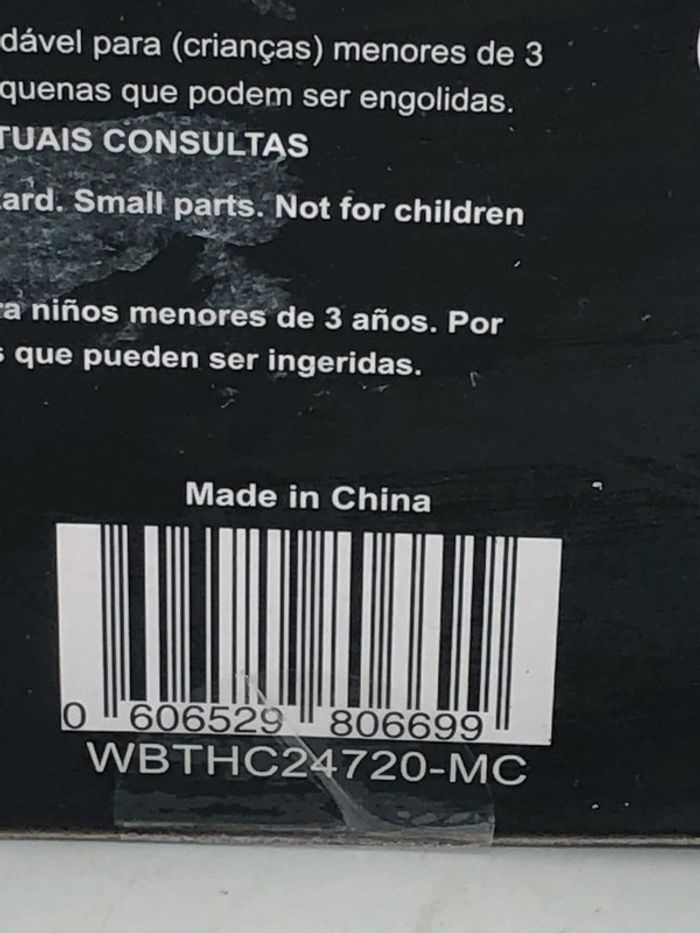 dável para (crianças) menores de 3
quenas que podem ser engolidas.
TUAIS CONSULTAS
ard. Small parts. Not for children
a niños menores de 3 años. Por
s que pueden ser ingeridas.
Made in China
0 606529 806699
WBTHC24720-MC